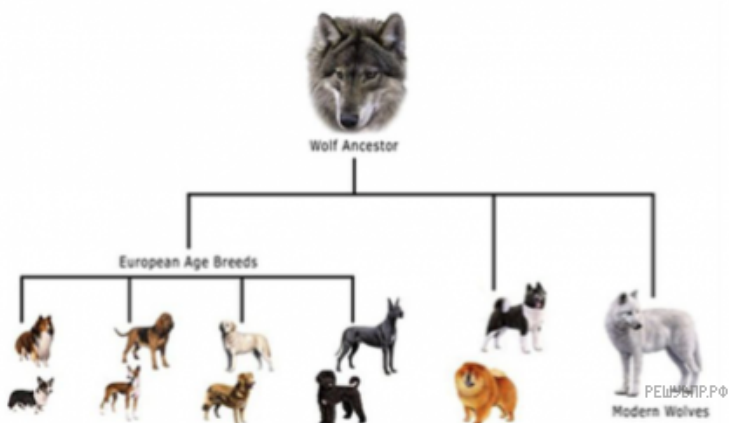 Wolf Ancestor
European Age Breeds
РЕШУВПР.РФ
Modern Wolves